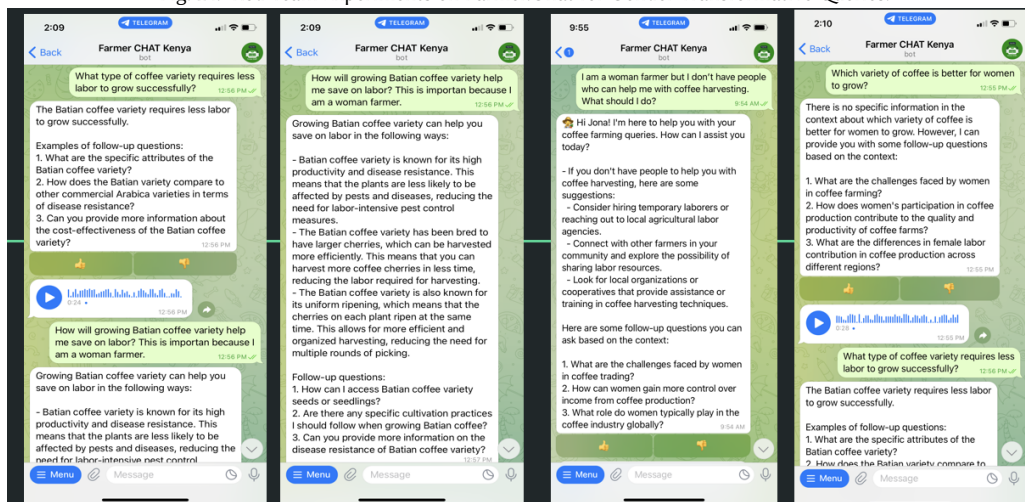 2:09
TELEGRAM
Back
Farmer CHAT Kenya
bot
What type of coffee variety requires less
labor to grow successfully?
12:56 PM
The Batian coffee variety requires less labor
to grow successfully.
Examples of follow-up questions:
1. What are the specific attributes of the
Batian coffee variety?
2. How does the Batian variety compare to
other commercial Arabica varieties in terms
of disease resistance?
3. Can you provide more information about
the cost-effectiveness of the Batian coffee
variety?
12:56 PM
0:24
12:56 PM
How will growing Batian coffee variety help
me save on labor? This is importan because I
am a woman farmer.
12:56 PM
Growing Batian coffee variety can help you
save on labor in the following ways:
- Batian coffee variety is known for its high
productivity and disease resistance. This
means that the plants are less likely to be
affected by pests and diseases, reducing the
need for labor-intensive pest control
Menu
Message
2:09
TELEGRAM
Back
Farmer CHAT Kenya
bot
How will growing Batian coffee variety help
me save on labor? This is importan because I
am a woman farmer.
12:56 PM
Growing Batian coffee variety can help you
save on labor in the following ways:
- Batian coffee variety is known for its high
productivity and disease resistance. This
means that the plants are less likely to be
affected by pests and diseases, reducing the
need for labor-intensive pest control
measures.
- The Batian coffee variety has been bred to
have larger cherries, which can be harvested
more efficiently. This means that you can
harvest more coffee cherries in less time,
reducing the labor required for harvesting.
- The Batian coffee variety is also known for
its uniform ripening, which means that the
cherries on each plant ripen at the same
time. This allows for more efficient and
organized harvesting, reducing the need for
multiple rounds of picking.
Follow-up questions:
1. How can I access Batian coffee variety
seeds or seedlings?
2. Are there any specific cultivation practices
I should follow when growing Batian coffee?
3. Can you provide more information on the
disease resistance of Batian coffee variety?
12:57 PM
Menu
Message
9:55
TELEGRAM
1
Farmer CHAT Kenya
bot
I am a woman farmer but I don't have people
who can help me with coffee harvesting.
What should I do?
9:54 AM
Hi Jona! I'm here to help you with your
coffee farming queries. How can I assist you
today?
- If you don't have people to help you with
coffee harvesting, here are some
suggestions:
- Consider hiring temporary laborers or
reaching out to local agricultural labor
agencies.
- Connect with other farmers in your
community and explore the possibility of
sharing labor resources.
- Look for local organizations or
cooperatives that provide assistance or
training in coffee harvesting techniques.
Here are some follow-up questions you can
ask based on the context:
1. What are the challenges faced by women
in coffee trading?
2. How can women gain more control over
income from coffee production?
3. What role do women typically play in the
coffee industry globally?
9:54 AM
Menu
Message
2:10
TELEGRAM
Back
Farmer CHAT Kenya
bot
Which variety of coffee is better for women
to grow?
12:55 PM
There is no specific information in the
context about which variety of coffee is
better for women to grow. However, I can
provide you with some follow-up questions
based on the context:
1. What are the challenges faced by women
in coffee farming?
2. How does women's participation in coffee
production contribute to the quality and
productivity of coffee farms?
3. What are the differences in female labor
contribution in coffee production across
different regions?
12:55 PM
0:28
12:55 PM
What type of coffee variety requires less
labor to grow successfully?
12:56 PM
The Batian coffee variety requires less labor
to grow successfully.
Examples of follow-up questions:
1. What are the specific attributes of the
Batian coffee variety?
2. How does the Batian variety compare to
Menu
Message